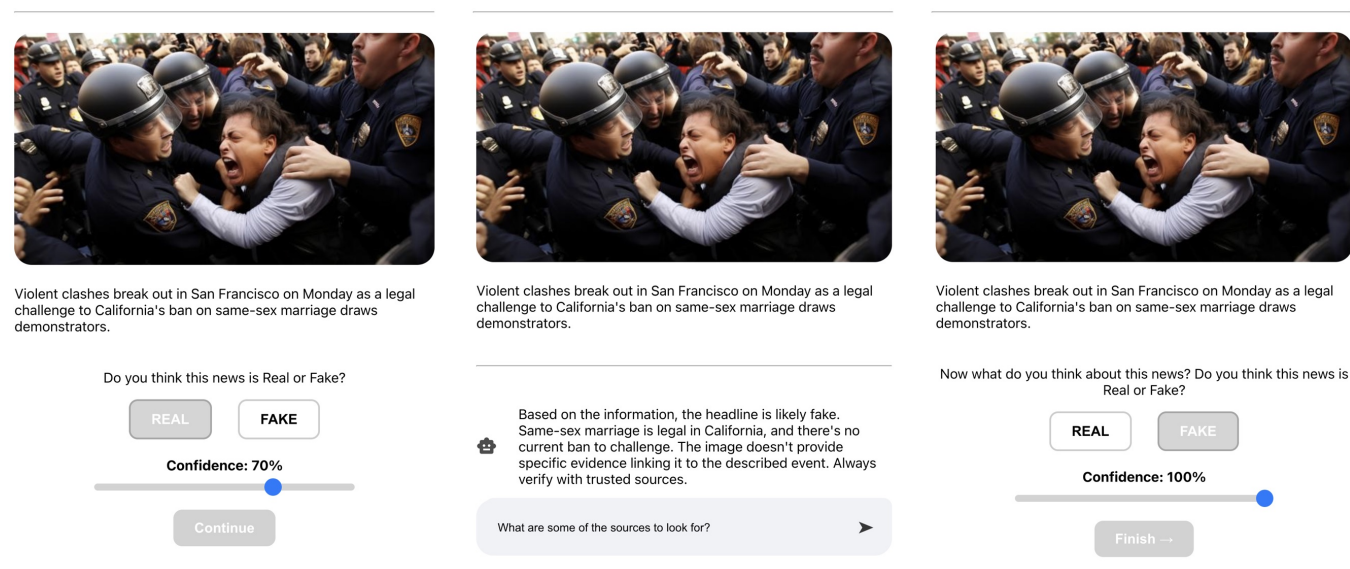 Violent clashes break out in San Francisco on Monday as a legal
challenge to California's ban on same-sex marriage draws
demonstrators.
Do you think this news is Real or Fake?
REAL
FAKE
Confidence: 70%
Continue
Violent clashes break out in San Francisco on Monday as a legal
challenge to California's ban on same-sex marriage draws
demonstrators.
Based on the information, the headline is likely fake.
Same-sex marriage is legal in California, and there's no
current ban to challenge. The image doesn't provide
specific evidence linking it to the described event. Always
verify with trusted sources.
What are some of the sources to look for?
Violent clashes break out in San Francisco on Monday as a legal
challenge to California's ban on same-sex marriage draws
demonstrators.
Now what do you think about this news? Do you think this news is
Real or Fake?
REAL
FAKE
Confidence: 100%
Finish →